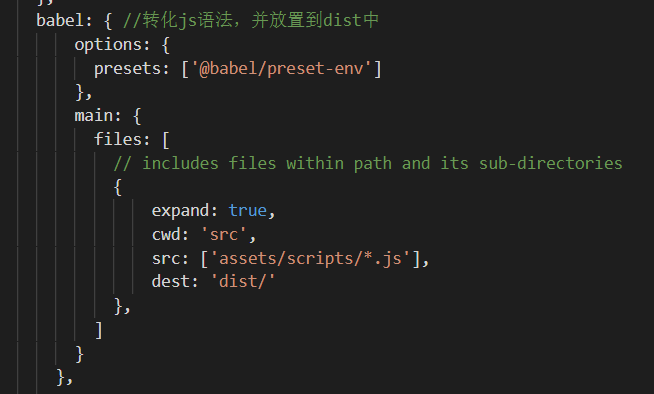 },
babel: { //转化js语法，并放置到dist中
options: {
presets: ['@babel/preset-env']
},
main: {
files: [
// includes files within path and its sub-directories
{
expand: true,
cwd: 'src',
src: ['assets/scripts/*.js'],
dest: 'dist/'
},
]
}
},